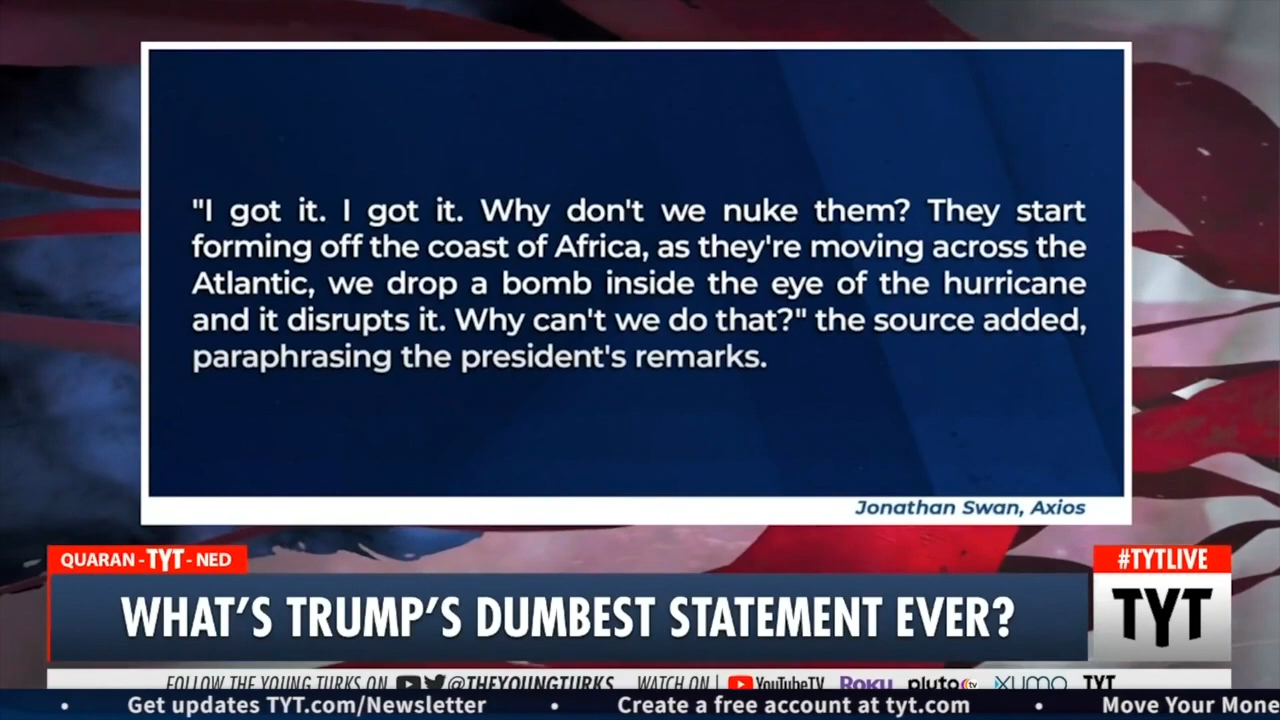 "I got it. I got it. Why don't we nuke them? They start
forming off the coast of Africa, as they're moving across the
Atlantic, we drop a bomb inside the eye of the hurricane
and it disrupts it. Why can't we do that?" the source added,
paraphrasing the president's remarks.
Jonathan Swan, Axios
QUARAN-TYT-NED
#TYTLIVE
WHAT'S TRUMP'S DUMBEST STATEMENT EVER?
TYT
FOLLOW THE YOUNG TURKS ON @THEYOUNGTURKS WATCH ON | YouTubeTV ROKU pluto tv XUMO TYT
• Get updates TYT.com/Newsletter • Create a free account at tyt.com • Move Your Mone